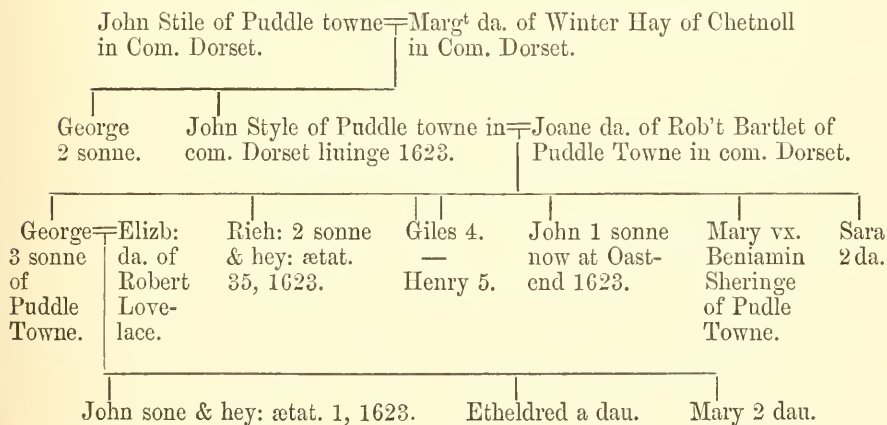 John Stile of Puddle towne=Margᵗ da. of Winter Hay of Chetnoll
in Com. Dorset. in Com. Dorset.
George
2 sonne.
John Style of Puddle towne in=Joane da. of Rob't Bartlet of
com. Dorset liuinge 1623. Puddle Towne in com. Dorset.
George=Elizb:
3 sonne da. of
of Robert
Puddle Love-
Towne. lace.
Rich: 2 sonne
& hey: ætat.
35, 1623.
Giles 4.
—
Henry 5.
John 1 sonne
now at Oast-
end 1623.
Mary vx.
Beniamin
Sheringe
of Pudle
Towne.
Sara
2 da.
John sone & hey: ætat. 1, 1623. Etheldred a dau. Mary 2 dau.